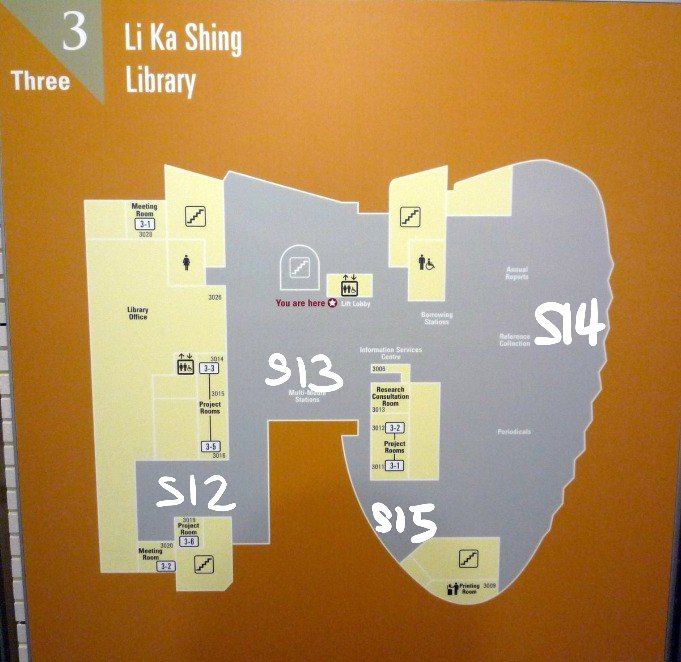 3
Three
Li Ka Shing
Library
Meeting
Room
3-1
3028
3026
Library
Office
You are here
Lift Lobby
Borrowing
Stations
Annual
Reports
Reference
Collection
S14
Information Services
Centre
S13
Multi-Media
Stations
3014
3-3
3015
Project
Rooms
3-5
3016
3006
Research
Consultation
Room
3013
3012
3-2
Project
Rooms
3011
3-1
Periodicals
S12
S15
3019
Project
Room
3-6
3020
Meeting
Room
3-2
Printing
Room
3009